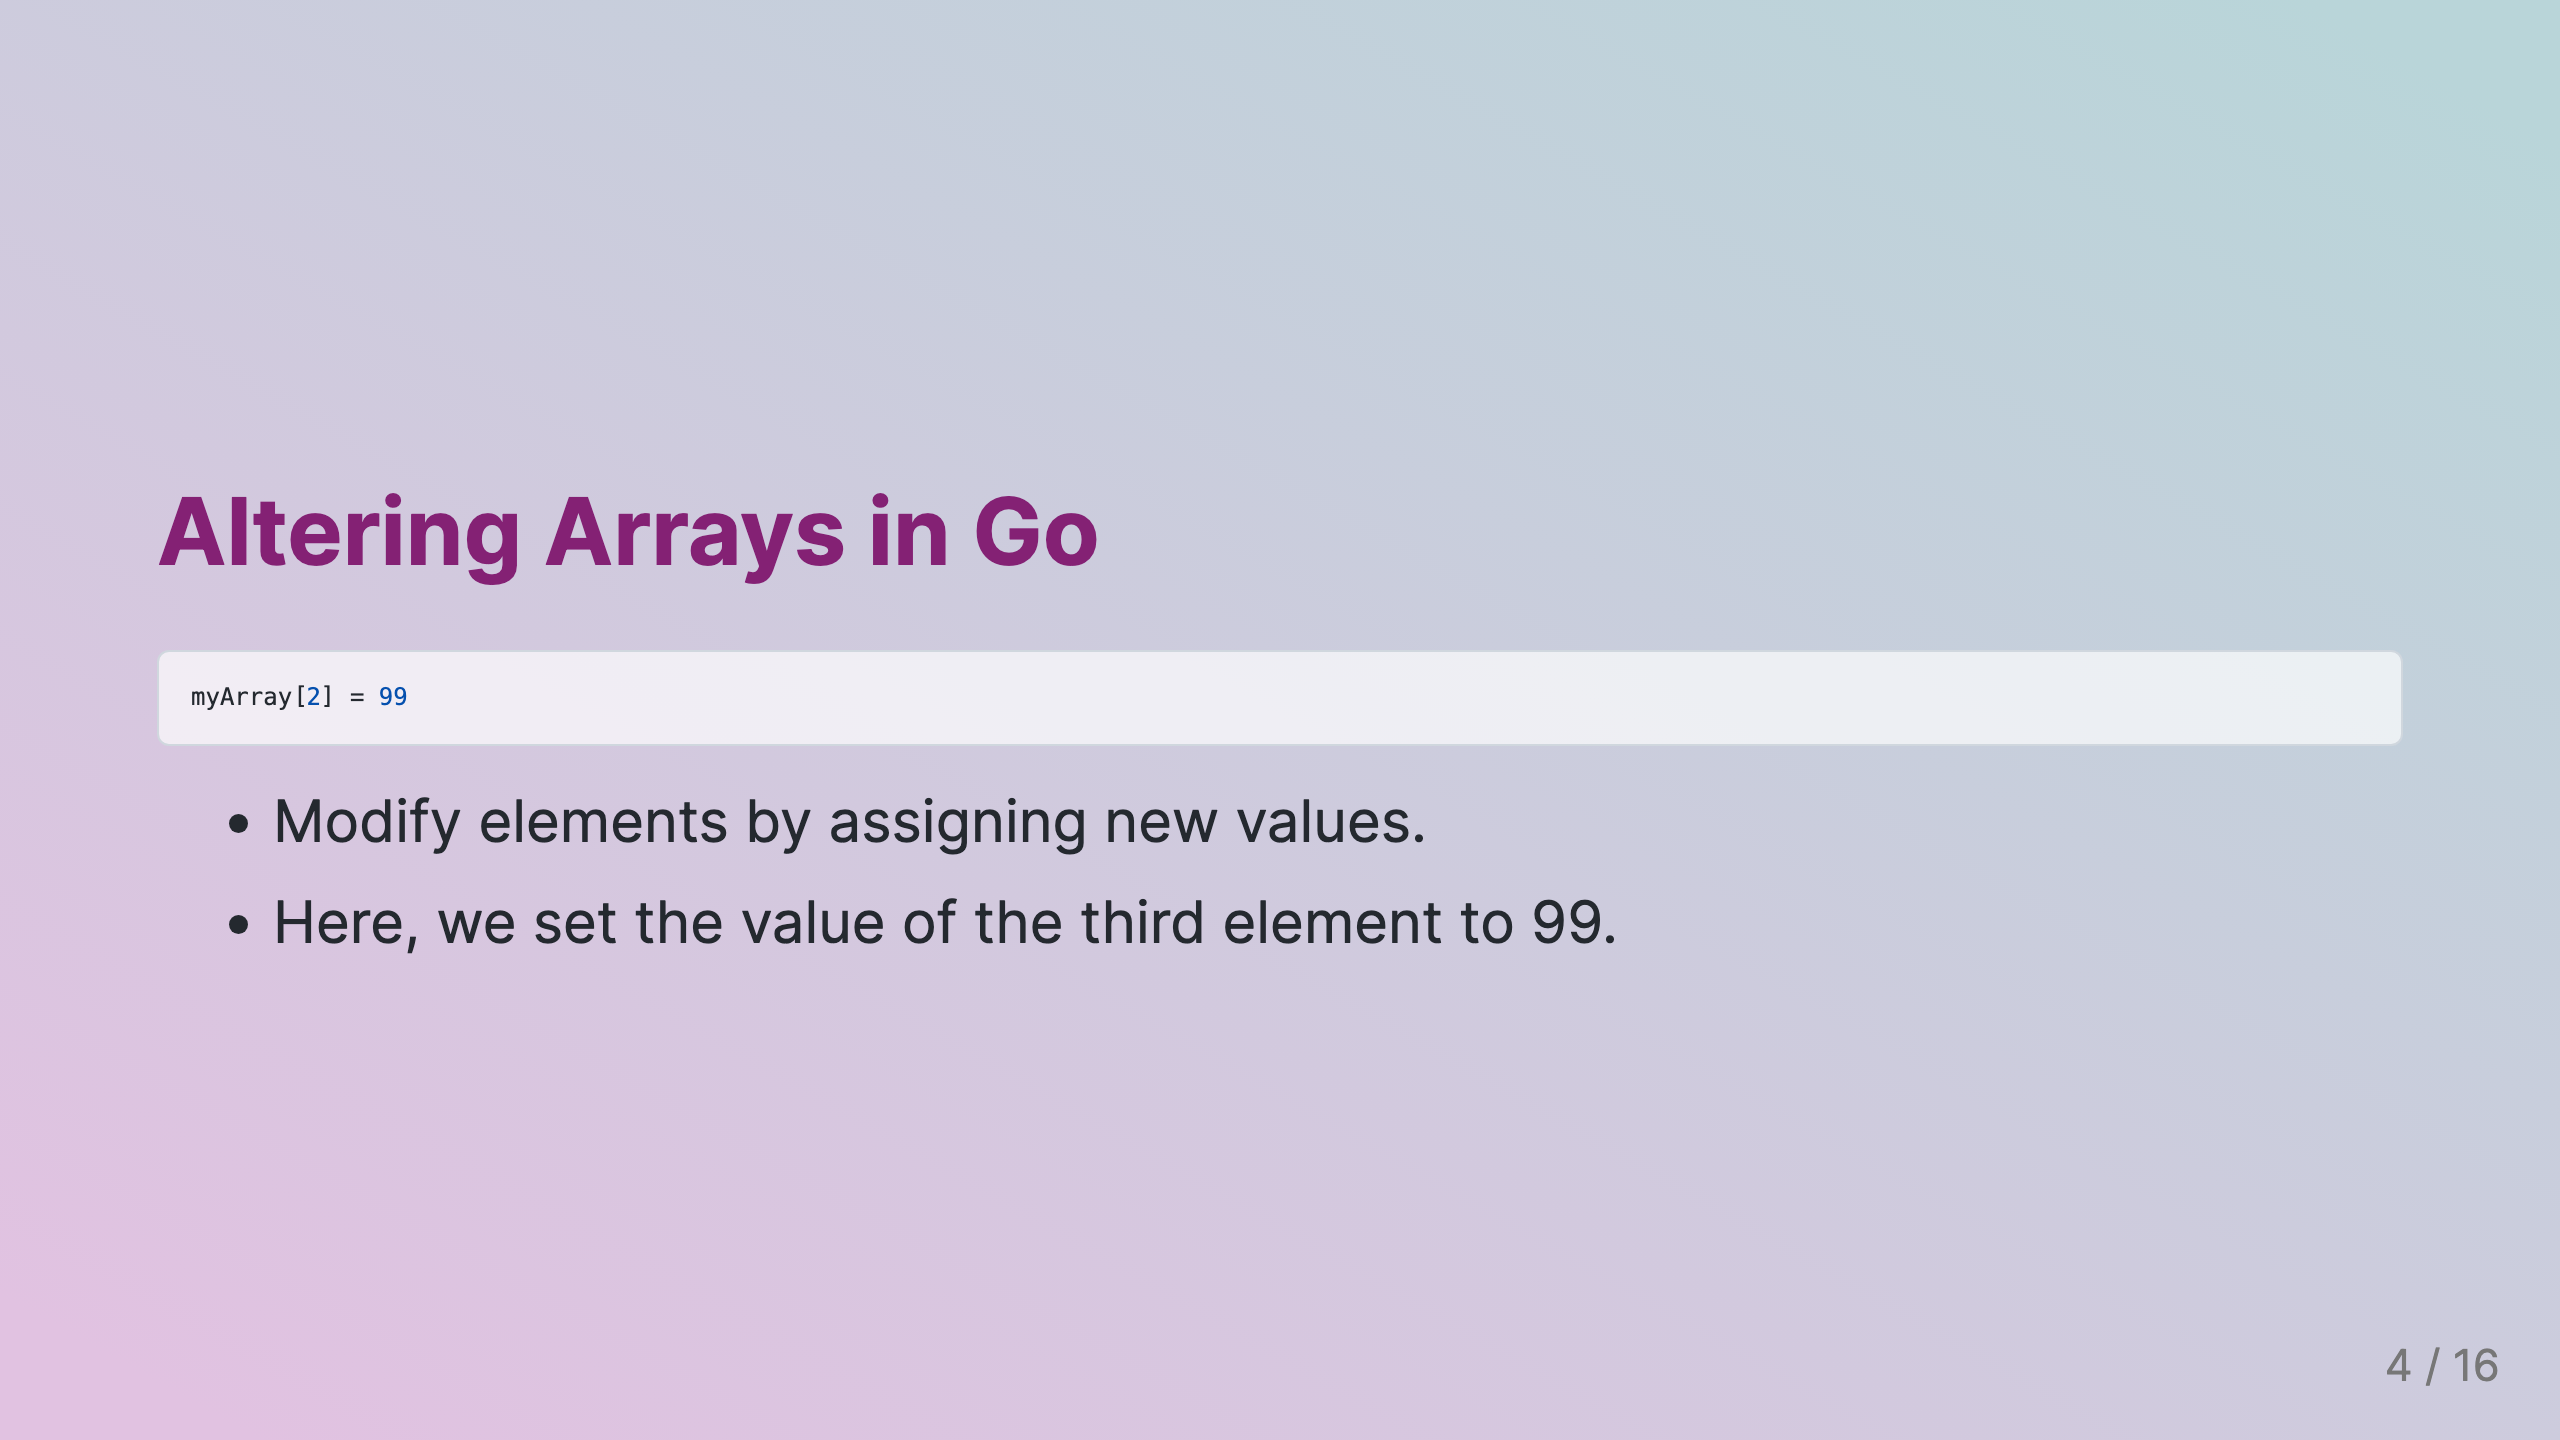 Altering Arrays in Go
myArray[2] = 99
• Modify elements by assigning new values.
• Here, we set the value of the third element to 99.
4 / 16